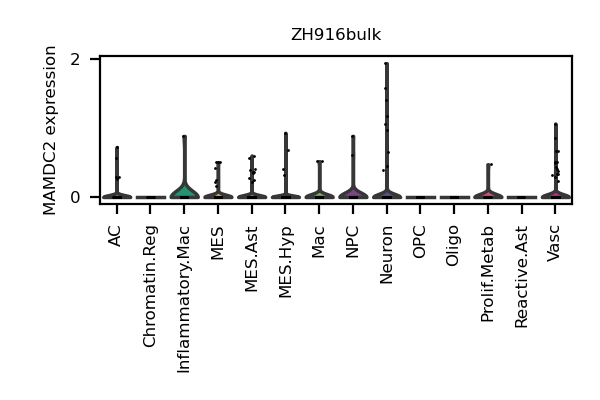 ZH916bulk
MAMDC2 expression
2
0
AC
Chromatin.Reg
Inflammatory.Mac
MES
MES.Ast
MES.Hyp
Mac
NPC
Neuron
OPC
Oligo
Prolif.Metab
Reactive.Ast
Vasc